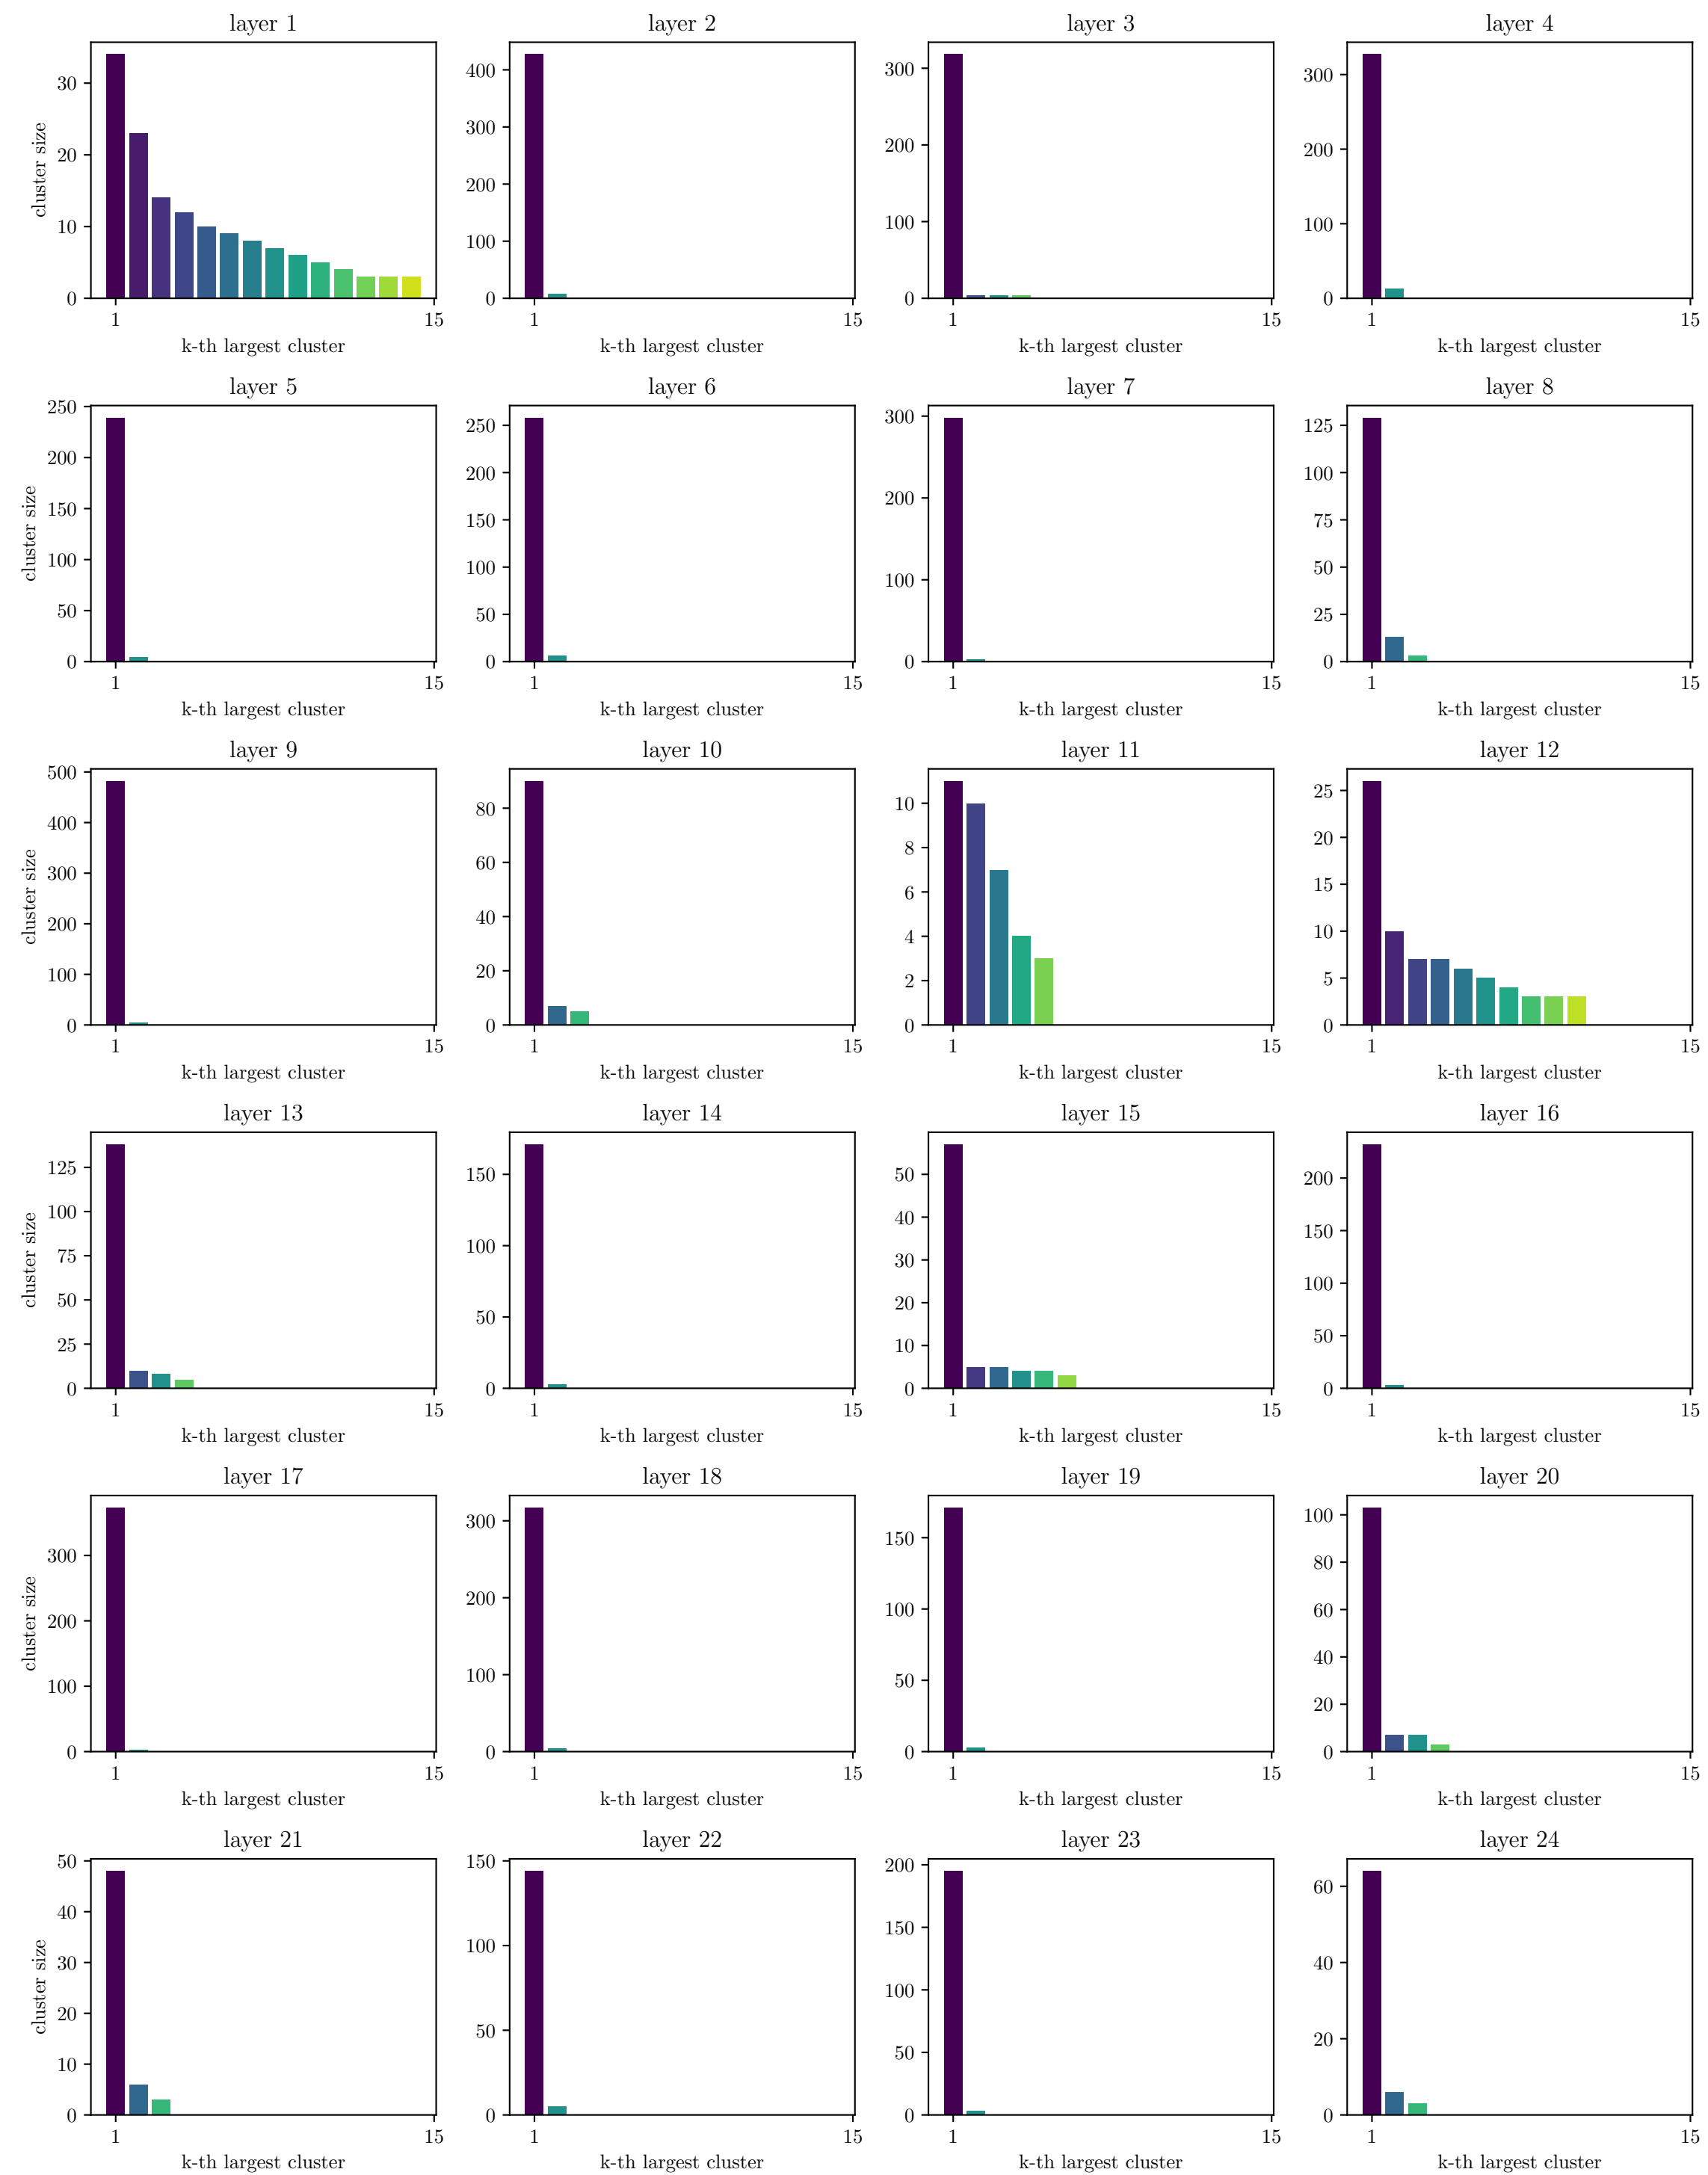 layer 1
cluster size
30
20
10
0
1 15
k-th largest cluster
layer 2
400
300
200
100
0
1 15
k-th largest cluster
layer 3
300
200
100
0
1 15
k-th largest cluster
layer 4
300
200
100
0
1 15
k-th largest cluster
layer 5
cluster size
250
200
150
100
50
0
1 15
k-th largest cluster
layer 6
250
200
150
100
50
0
1 15
k-th largest cluster
layer 7
300
200
100
0
1 15
k-th largest cluster
layer 8
125
100
75
50
25
0
1 15
k-th largest cluster
layer 9
cluster size
500
400
300
200
100
0
1 15
k-th largest cluster
layer 10
80
60
40
20
0
1 15
k-th largest cluster
layer 11
10
8
6
4
2
0
1 15
k-th largest cluster
layer 12
25
20
15
10
5
0
1 15
k-th largest cluster
layer 13
cluster size
125
100
75
50
25
0
1 15
k-th largest cluster
layer 14
150
100
50
0
1 15
k-th largest cluster
layer 15
50
40
30
20
10
0
1 15
k-th largest cluster
layer 16
200
150
100
50
0
1 15
k-th largest cluster
layer 17
cluster size
300
200
100
0
1 15
k-th largest cluster
layer 18
300
200
100
0
1 15
k-th largest cluster
layer 19
150
100
50
0
1 15
k-th largest cluster
layer 20
100
80
60
40
20
0
1 15
k-th largest cluster
layer 21
cluster size
50
40
30
20
10
0
1 15
k-th largest cluster
layer 22
150
100
50
0
1 15
k-th largest cluster
layer 23
200
150
100
50
0
1 15
k-th largest cluster
layer 24
60
40
20
0
1 15
k-th largest cluster